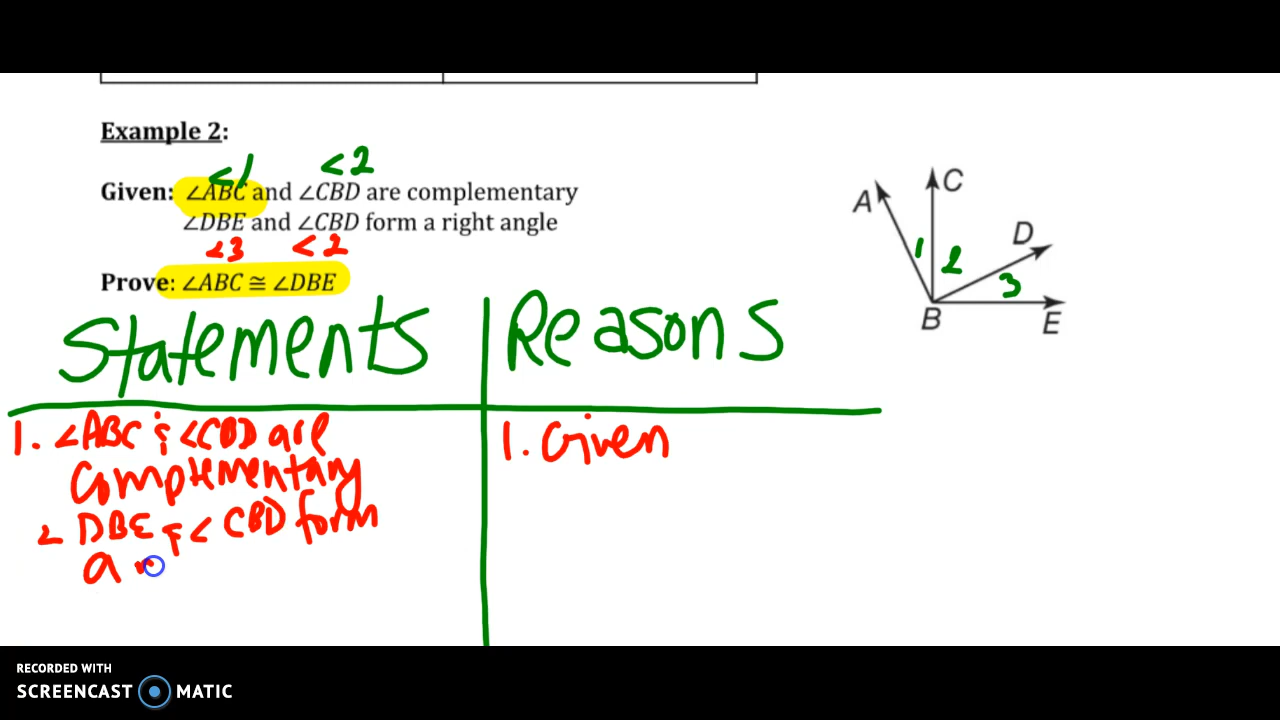 Example 2:
<1 <2
Given: ∠ABC and ∠CBD are complementary
∠DBE and ∠CBD form a right angle
<3 <2
Prove: ∠ABC ≅ ∠DBE
A
C
D
1
2
3
B
E
Statements
Reasons
1. ∠ABC & ∠CBD are
complementary
∠DBE & ∠CBD form
a
1. Given
RECORDED WITH
SCREENCAST MATIC